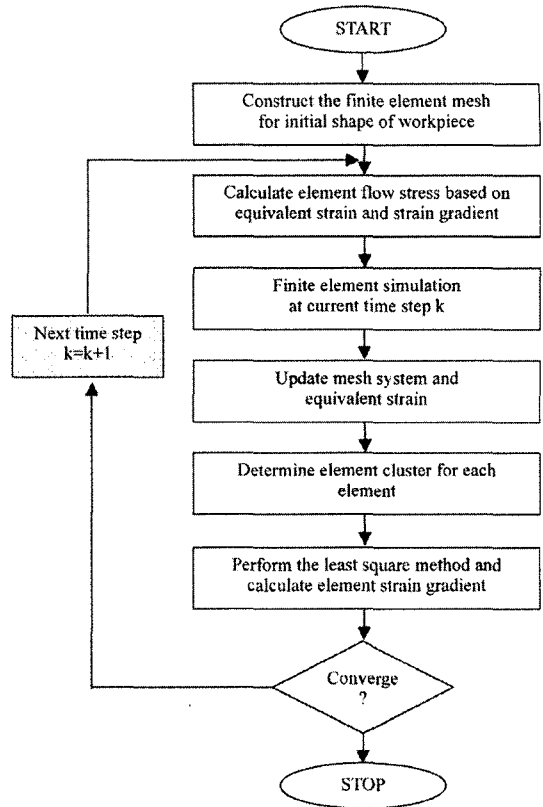 START
Construct the finite element mesh
for initial shape of workpiece
Calculate element flow stress based on
equivalent strain and strain gradient
Finite element simulation
at current time step k
Next time step
k=k+1
Update mesh system and
equivalent strain
Determine element cluster for each
element
Perform the least square method and
calculate element strain gradient
Converge
?
STOP